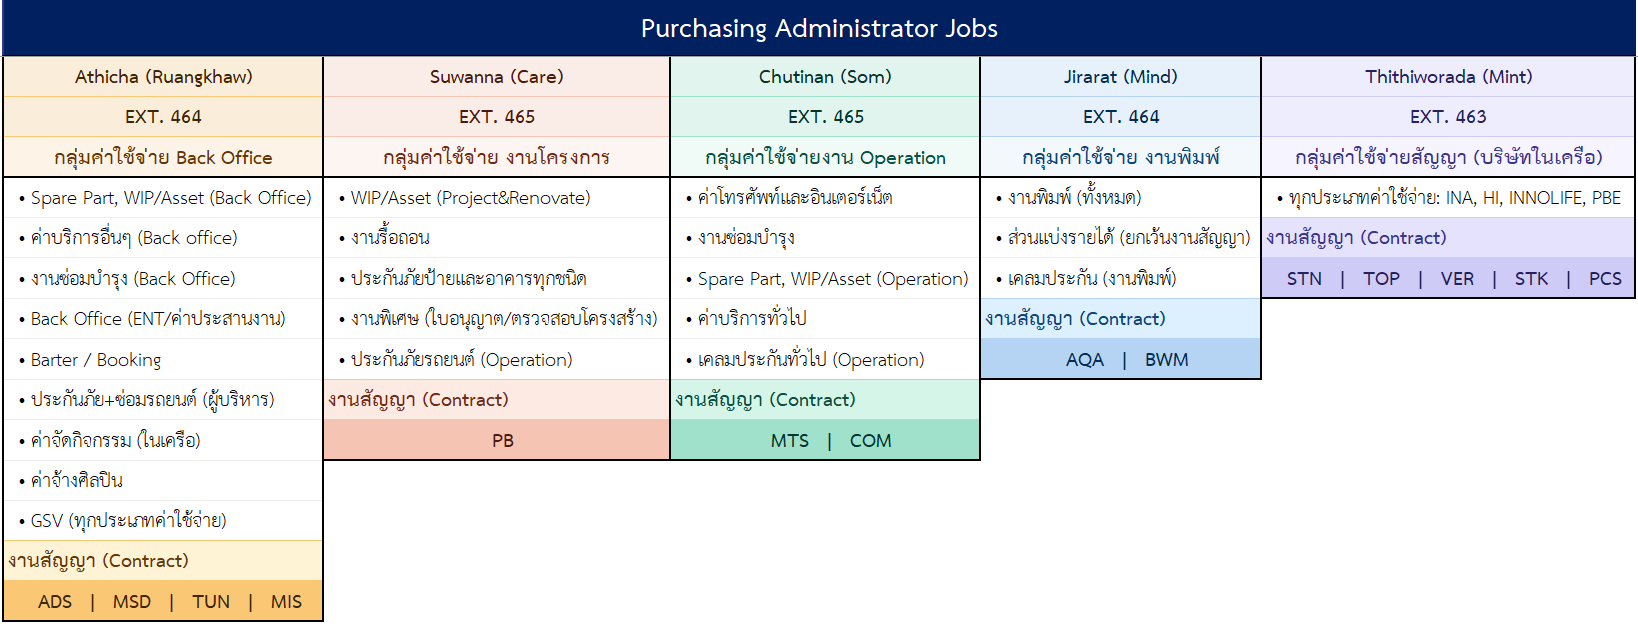 Purchasing Administrator Jobs
Athicha (Ruangkhaw)
EXT. 464
กลุ่มค่าใช้จ่าย Back Office
• Spare Part, WIP/Asset (Back Office)
• ค่าบริการอื่นๆ (Back office)
• งานซ่อมบำรุง (Back Office)
• Back Office (ENT/ค่าประสานงาน)
• Barter / Booking
• ประกันภัย+ซ่อมรถยนต์ (ผู้บริหาร)
• ค่าจัดกิจกรรม (ในเครือ)
• ค่าจ้างศิลปิน
• GSV (ทุกประเภทค่าใช้จ่าย)
งานสัญญา (Contract)
ADS | MSD | TUN | MIS
Suwanna (Care)
EXT. 465
กลุ่มค่าใช้จ่าย งานโครงการ
• WIP/Asset (Project&Renovate)
• งานรื้อถอน
• ประกันภัยป้ายและอาคารทุกชนิด
• งานพิเศษ (ใบอนุญาต/ตรวจสอบโครงสร้าง)
• ประกันภัยรถยนต์ (Operation)
งานสัญญา (Contract)
PB
Chutinan (Som)
EXT. 465
กลุ่มค่าใช้จ่ายงาน Operation
• ค่าโทรศัพท์และอินเตอร์เน็ต
• งานซ่อมบำรุง
• Spare Part, WIP/Asset (Operation)
• ค่าบริการทั่วไป
• เคลมประกันทั่วไป (Operation)
งานสัญญา (Contract)
MTS | COM
Jirarat (Mind)
EXT. 464
กลุ่มค่าใช้จ่าย งานพิมพ์
• งานพิมพ์ (ทั้งหมด)
• ส่วนแบ่งรายได้ (ยกเว้นงานสัญญา)
• เคลมประกัน (งานพิมพ์)
งานสัญญา (Contract)
AQA | BWM
Thithiworada (Mint)
EXT. 463
กลุ่มค่าใช้จ่ายสัญญา (บริษัทในเครือ)
• ทุกประเภทค่าใช้จ่าย: INA, HI, INNOLIFE, PBE
งานสัญญา (Contract)
STN | TOP | VER | STK | PCS